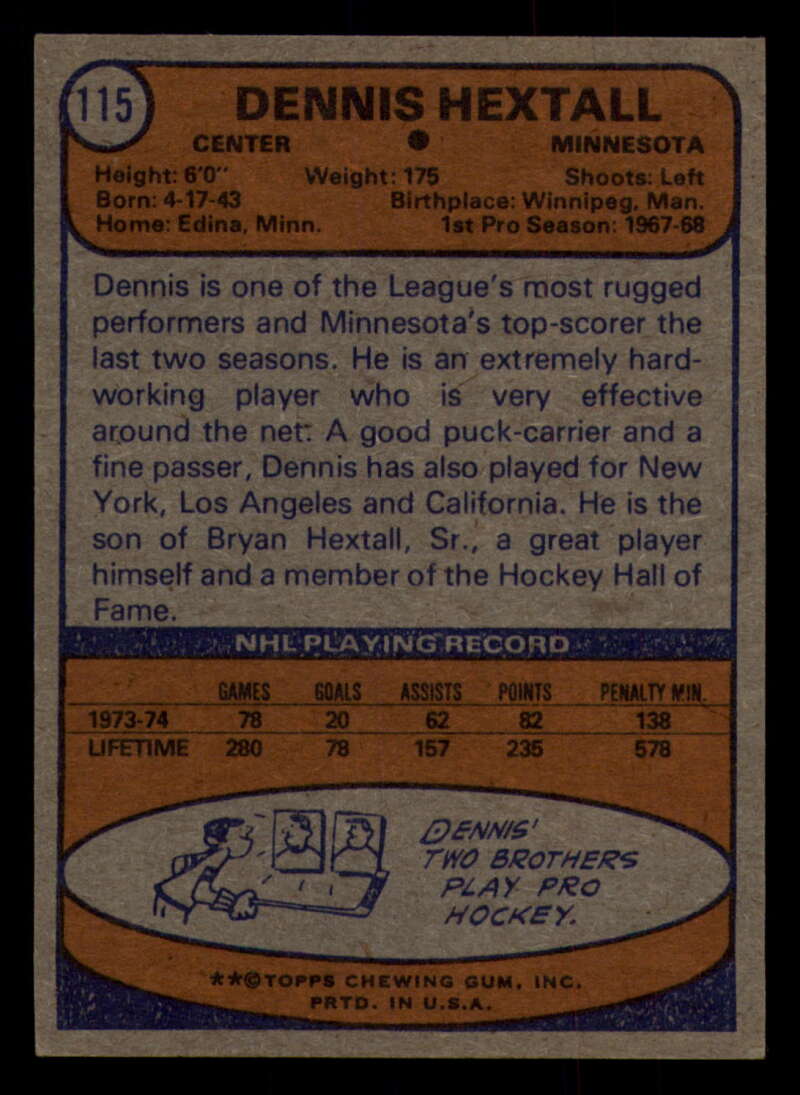 115
DENNIS HEXTALL
CENTER ● MINNESOTA
Height: 6'0" Weight: 175 Shoots: Left
Born: 4-17-43 Birthplace: Winnipeg, Man.
Home: Edina, Minn. 1st Pro Season: 1967-68
Dennis is one of the League's most rugged
performers and Minnesota's top-scorer the
last two seasons. He is an extremely hard-
working player who is very effective
around the net. A good puck-carrier and a
fine passer, Dennis has also played for New
York, Los Angeles and California. He is the
son of Bryan Hextall, Sr., a great player
himself and a member of the Hockey Hall of
Fame.
NHL PLAYING RECORD
GAMES GOALS ASSISTS POINTS PENALTY MIN.
1973-74 78 20 62 82 138
LIFETIME 280 78 157 235 578
DENNIS'
TWO BROTHERS
PLAY PRO
HOCKEY.
**©TOPPS CHEWING GUM, INC.
PRTD. IN U.S.A.